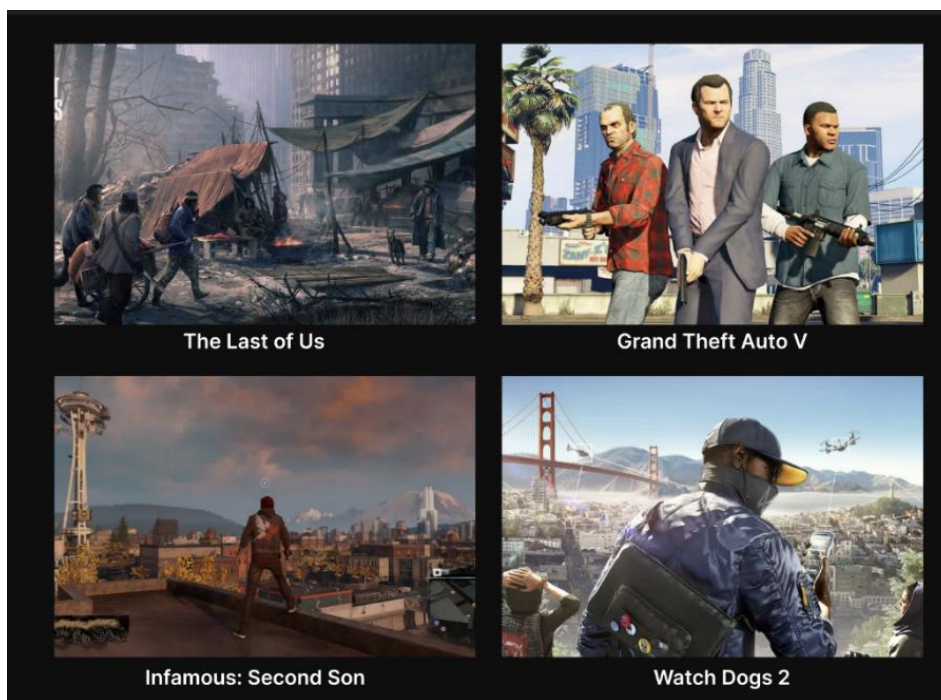 The Last of Us
Grand Theft Auto V
Infamous: Second Son
Watch Dogs 2